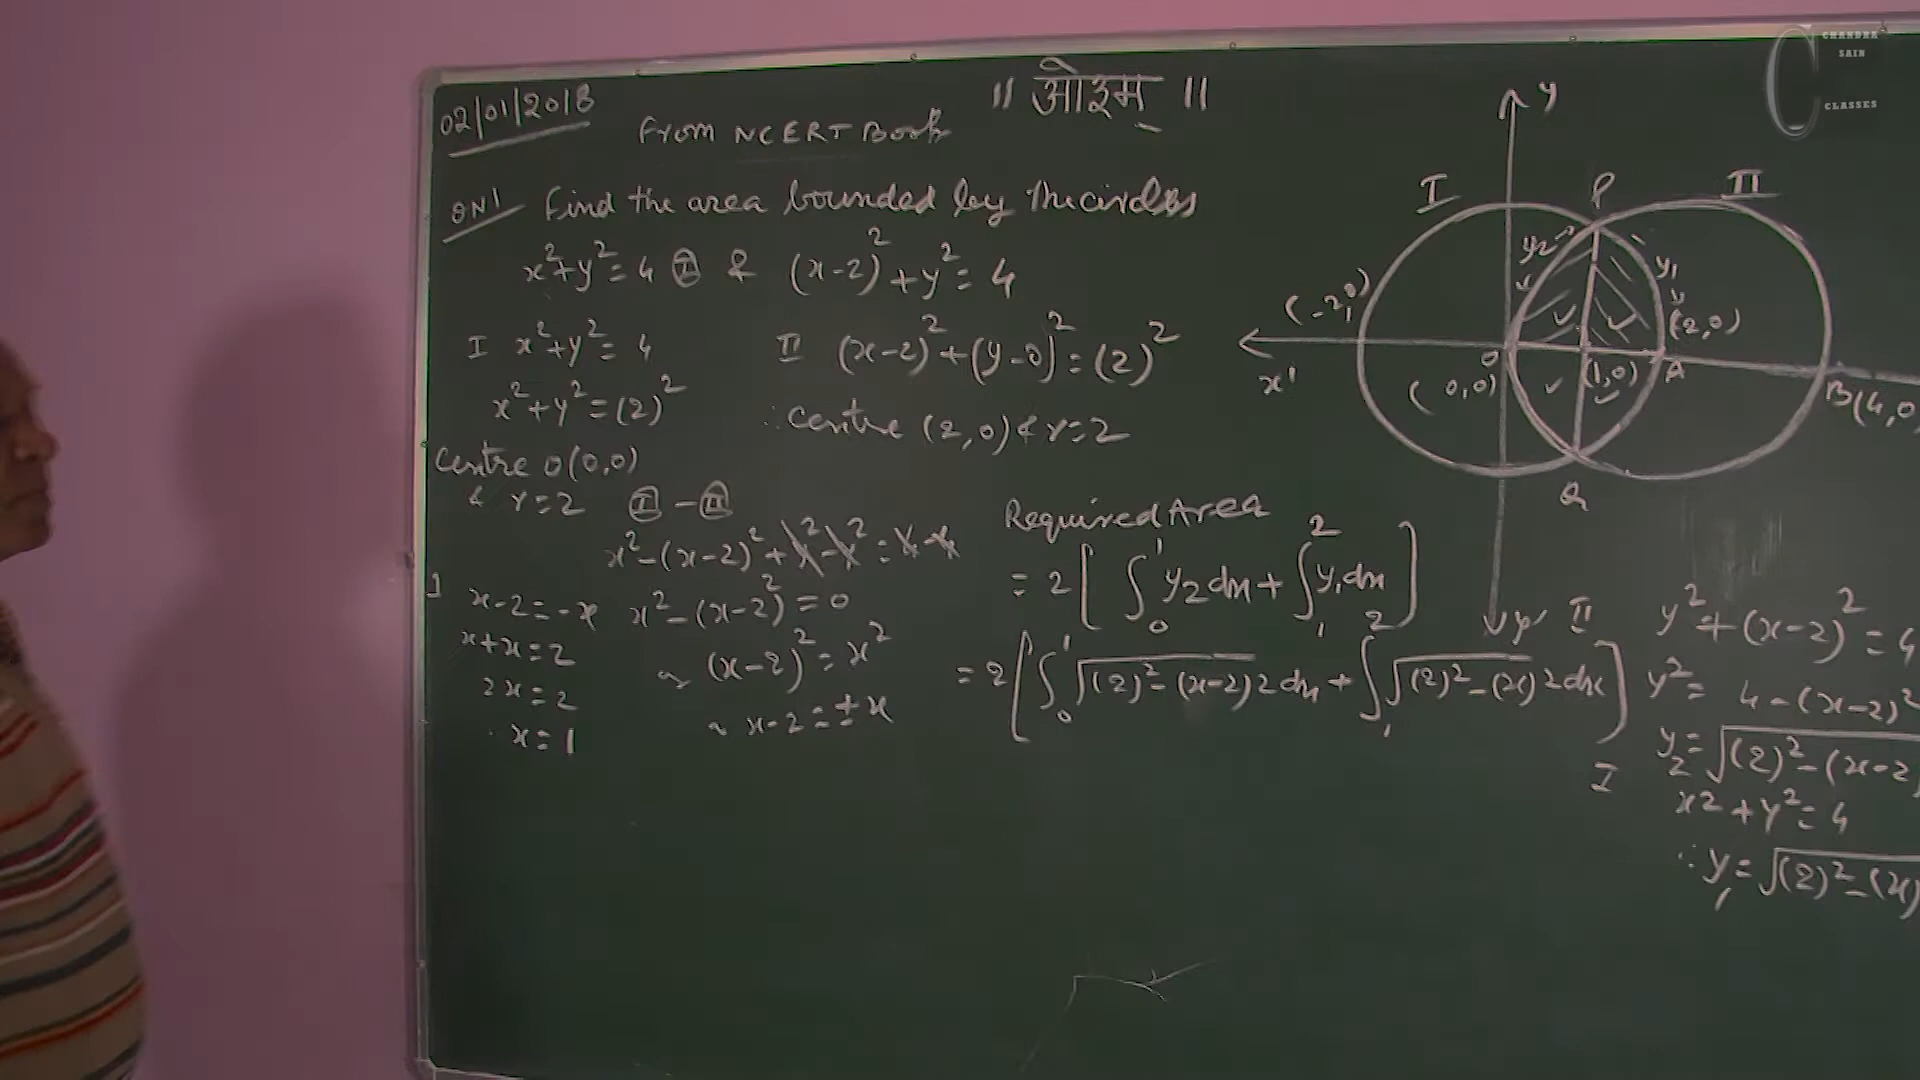 02/01/2018
॥ ओ३म् ॥
From NCERT Book
QN1 Find the area bounded by the circles
x²+y²=4 Ⓘ & (x-2)²+y²=4
I x²+y²=4
x²+y²=(2)²
Centre O(0,0)
& r=2
II (x-2)²+(y-0)²=(2)²
∴ Centre (2,0) & r=2
Ⓘ - Ⓘⓘ
x²-(x-2)²+y²-y²=4-4
x²-(x-2)²=0
(x-2)²=x²
x-2=±x
x-2=-x
x+x=2
2x=2
x=1
Required Area
=2[∫₀¹ y₂dx+∫₁² y₁dx]
=2[∫₀¹ √(2)²-(x-2)² dx+∫₁² √(2)²-(x)² dx]
y
I
P
II
y₂
y₁
(-2,0)
(2,0)
x'
O
(0,0)
(1,0)
A
B(4,0
Q
y'
II y²+(x-2)²=4
y²=4-(x-2)²
y₂=√(2)²-(x-2
I x²+y²=4
∴ y₁=√(2)²-(x)
CHANDRA
SAIN
CLASSES